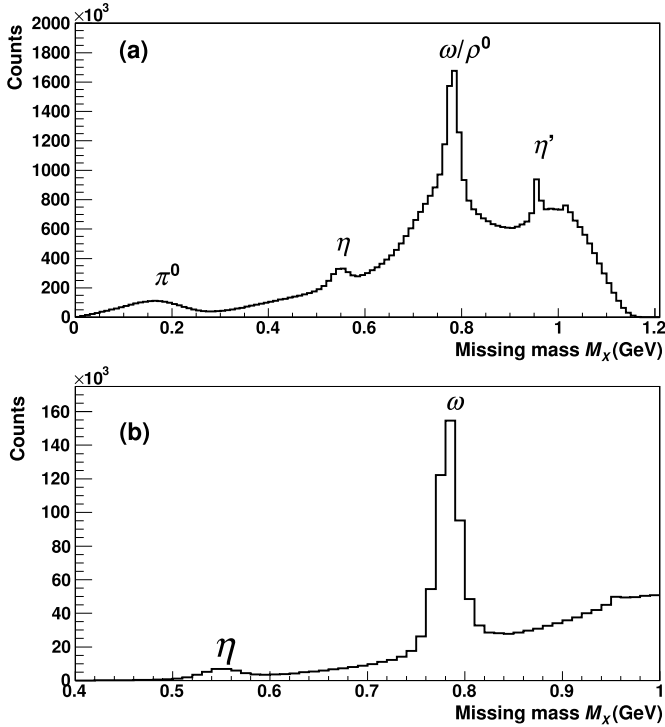 ×10³
2000
1800
1600
1400
1200
1000
800
600
400
200
0
Counts
(a)
π⁰
η
ω/ρ⁰
η’
0 0.2 0.4 0.6 0.8 1 1.2
Missing mass Mₓ(GeV)
×10³
160
140
120
100
80
60
40
20
0
Counts
(b)
η
ω
0.4 0.5 0.6 0.7 0.8 0.9 1
Missing mass Mₓ(GeV)